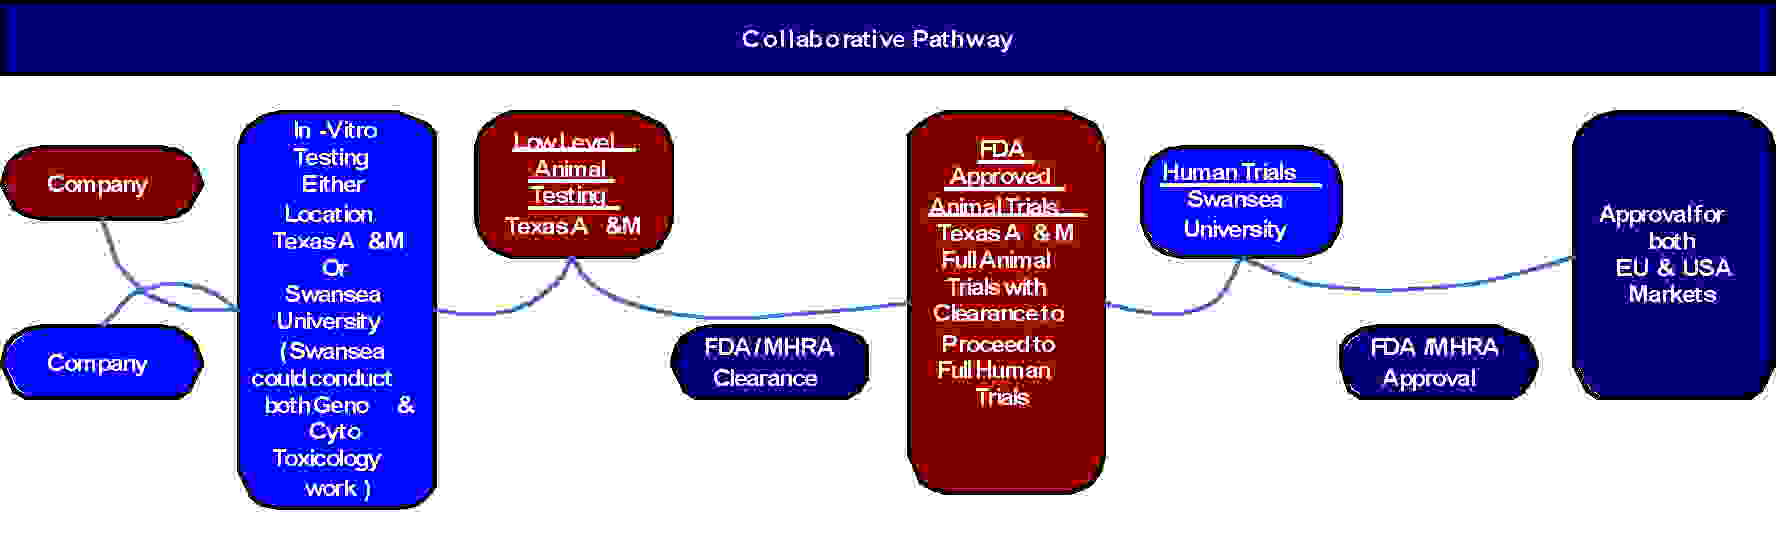 Collaborative Pathway
Company
Company
In -Vitro
Testing
Either
Location
Texas A &M
Or
Swansea
University
(Swansea
could conduct
both Geno &
Cyto
Toxicology
work )
Low Level
Animal
Testing
Texas A &M
FDA/MHRA
Clearance
FDA
Approved
Animal Trials
Texas A & M
Full Animal
Trials with
Clearance to
Proceed to
Full Human
Trials
Human Trials
Swansea
University
FDA /MHRA
Approval
Approval for
both
EU & USA
Markets